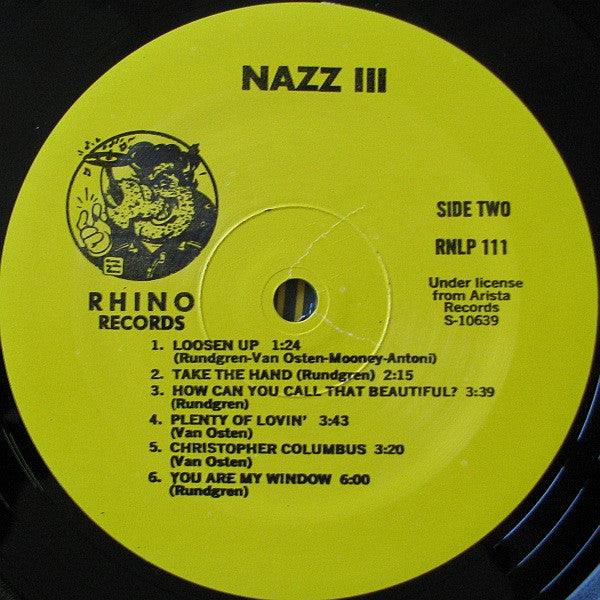 NAZZ III
RHINO
RECORDS
SIDE TWO
RNLP 111
Under license
from Arista
Records
S-10639
1. LOOSEN UP 1:24
(Rundgren-Van Osten-Mooney-Antoni)
2. TAKE THE HAND (Rundgren) 2:15
3. HOW CAN YOU CALL THAT BEAUTIFUL? 3:39
(Rundgren)
4. PLENTY OF LOVIN' 3:43
(Van Osten)
5. CHRISTOPHER COLUMBUS 3:20
(Van Osten)
6. YOU ARE MY WINDOW 6:00
(Rundgren)